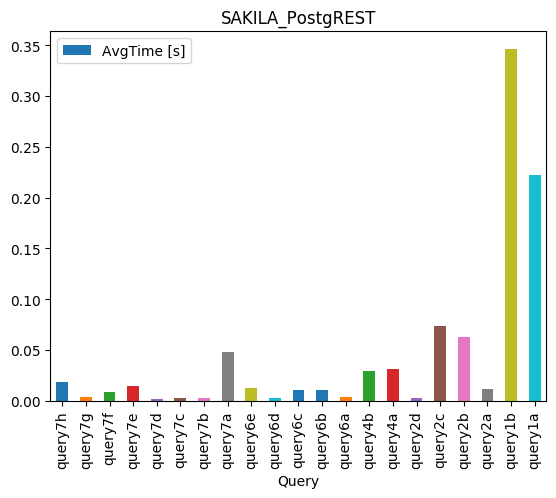 SAKILA_PostgREST
AvgTime [s]
0.35
0.30
0.25
0.20
0.15
0.10
0.05
0.00
query7h
query7g
query7f
query7e
query7d
query7c
query7b
query7a
query6e
query6d
query6c
query6b
query6a
query4b
query4a
query2d
query2c
query2b
query2a
query1b
query1a
Query